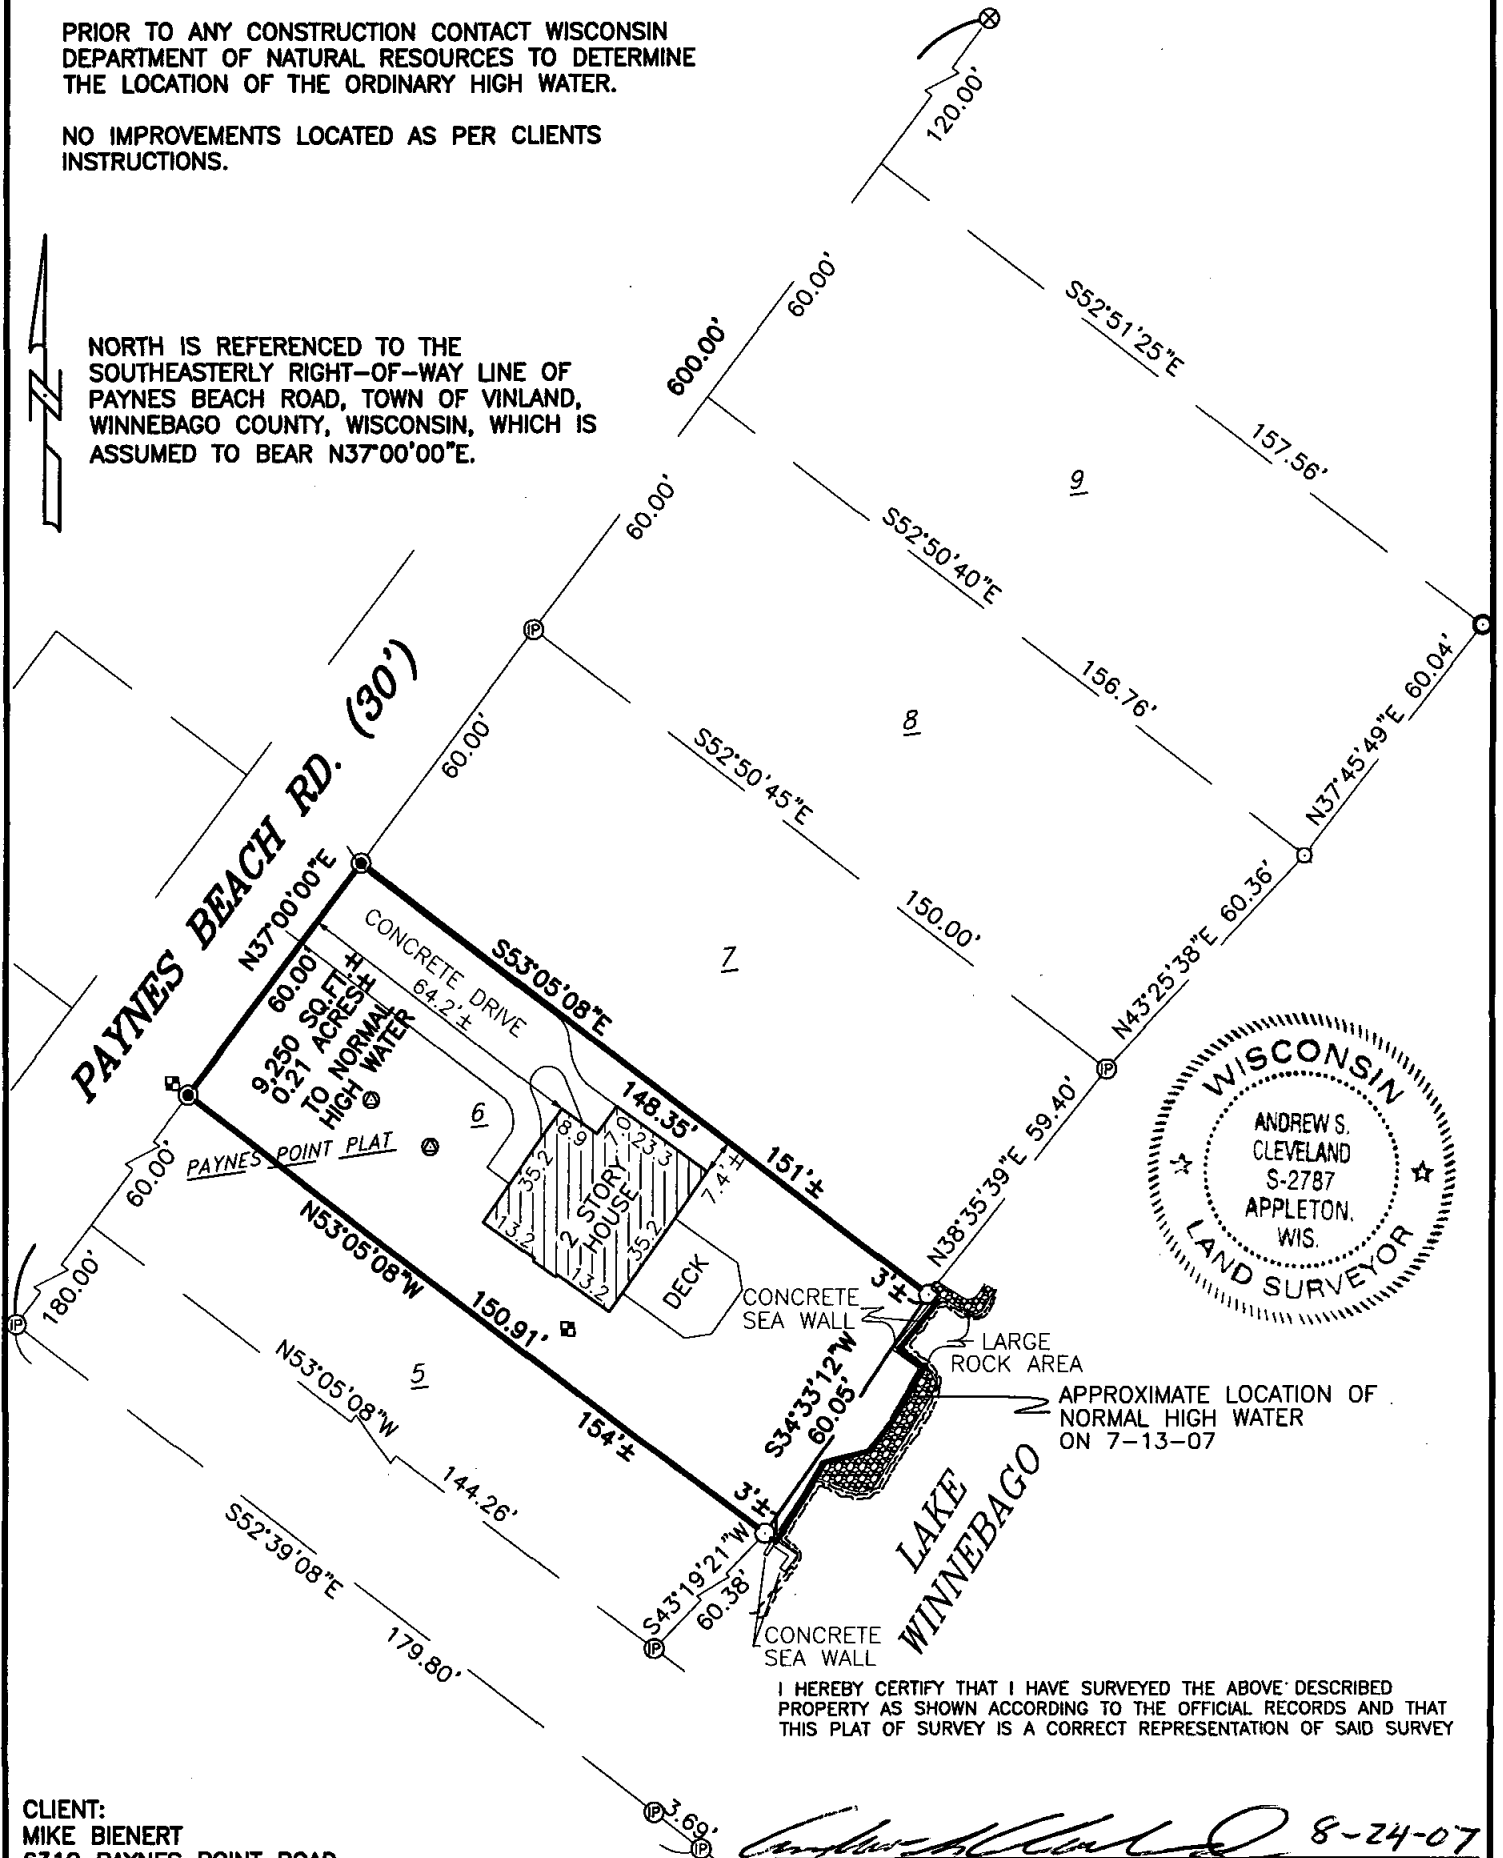 PRIOR TO ANY CONSTRUCTION CONTACT WISCONSIN
DEPARTMENT OF NATURAL RESOURCES TO DETERMINE
THE LOCATION OF THE ORDINARY HIGH WATER.
NO IMPROVEMENTS LOCATED AS PER CLIENTS
INSTRUCTIONS.
N
NORTH IS REFERENCED TO THE
SOUTHEASTERLY RIGHT-OF-WAY LINE OF
PAYNES BEACH ROAD, TOWN OF VINLAND,
WINNEBAGO COUNTY, WISCONSIN, WHICH IS
ASSUMED TO BEAR N37°00'00"E.
120.00'
60.00'
600.00'
60.00'
60.00'
S52°51'25"E
157.56'
9
S52°50'40"E
156.76'
8
S52°50'45"E
150.00'
7
N37°45'49"E 60.04'
N43°25'38"E 60.36'
N38°35'39"E 59.40'
IP
IP
PAYNES BEACH RD. (30')
N37°00'00"E
60.00'
9,250 SQ.FT.±
0.21 ACRES±
TO NORMAL
HIGH WATER
CONCRETE DRIVE
64.2'±
S53°05'08"E
148.35'
151'±
6
PAYNES POINT PLAT
8.9
7.0
23.3
35.2
2 STORY
HOUSE
13.2
13.2
35.2
7.4'±
DECK
3'±
CONCRETE
SEA WALL
LARGE
ROCK AREA
APPROXIMATE LOCATION OF
NORMAL HIGH WATER
ON 7-13-07
S34°33'12"W
60.05'
3'±
N53°05'08"W
150.91'
154'±
60.00'
180.00'
IP
5
N53°05'08"W
144.26'
S52°39'08"E
179.80'
S43°19'21"W
60.38'
IP
CONCRETE
SEA WALL
LAKE
WINNEBAGO
WISCONSIN
ANDREW S.
CLEVELAND
S-2787
APPLETON,
WIS.
LAND SURVEYOR
I HEREBY CERTIFY THAT I HAVE SURVEYED THE ABOVE DESCRIBED
PROPERTY AS SHOWN ACCORDING TO THE OFFICIAL RECORDS AND THAT
THIS PLAT OF SURVEY IS A CORRECT REPRESENTATION OF SAID SURVEY
IP
3.69'
IP
8-24-07
CLIENT:
MIKE BIENERT
PAYNES POINT ROAD